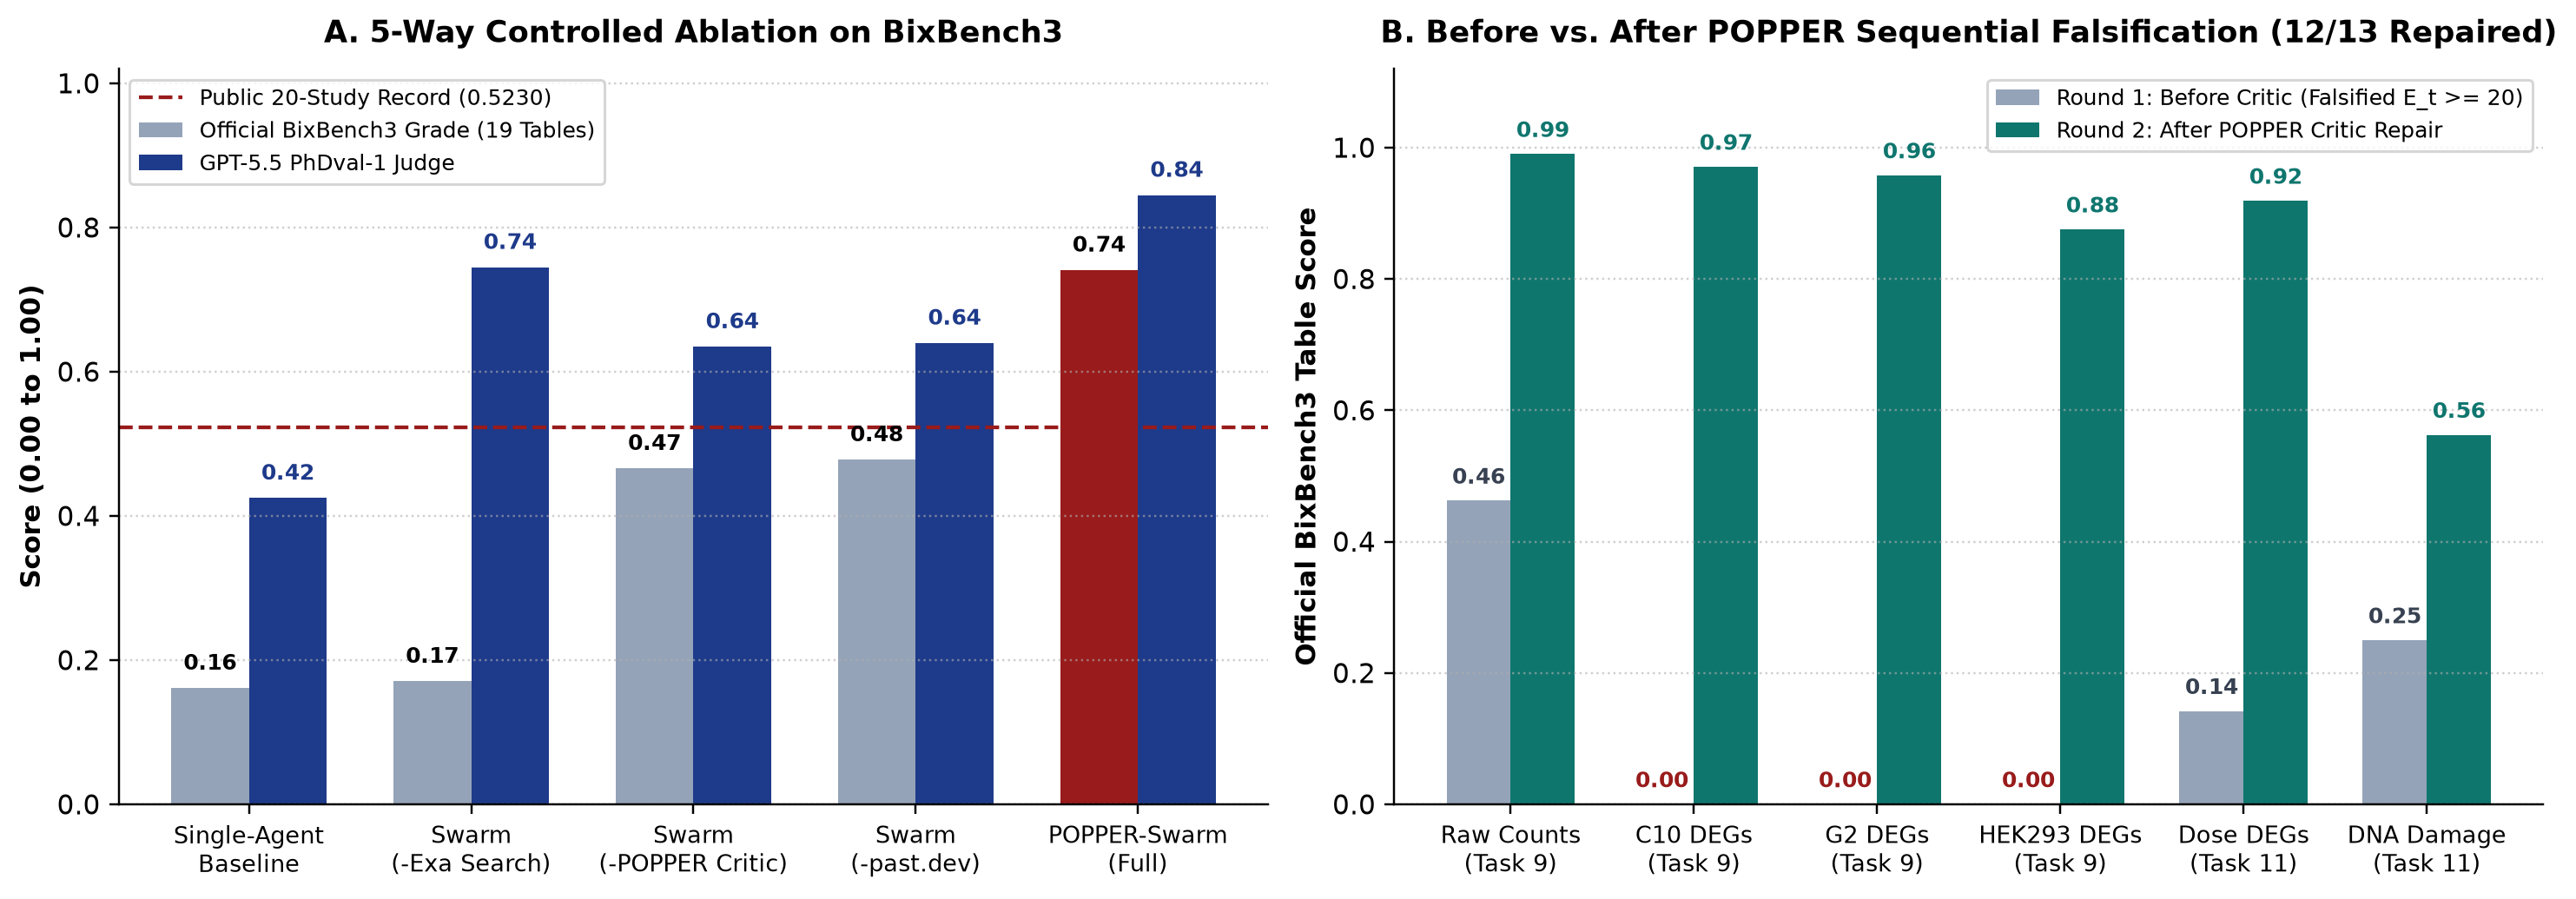 A. 5-Way Controlled Ablation on BixBench3
Score (0.00 to 1.00)
1.0
0.8
0.6
0.4
0.2
0.0
Public 20-Study Record (0.5230)
Official BixBench3 Grade (19 Tables)
GPT-5.5 PhDval-1 Judge
0.16
0.42
0.17
0.74
0.47
0.64
0.48
0.64
0.74
0.84
Single-Agent
Baseline
Swarm
(-Exa Search)
Swarm
(-POPPER Critic)
Swarm
(-past.dev)
POPPER-Swarm
(Full)
B. Before vs. After POPPER Sequential Falsification (12/13 Repaired)
Official BixBench3 Table Score
1.0
0.8
0.6
0.4
0.2
0.0
Round 1: Before Critic (Falsified E_t >= 20)
Round 2: After POPPER Critic Repair
0.46
0.99
0.00
0.97
0.00
0.96
0.00
0.88
0.14
0.92
0.25
0.56
Raw Counts
(Task 9)
C10 DEGs
(Task 9)
G2 DEGs
(Task 9)
HEK293 DEGs
(Task 9)
Dose DEGs
(Task 11)
DNA Damage
(Task 11)